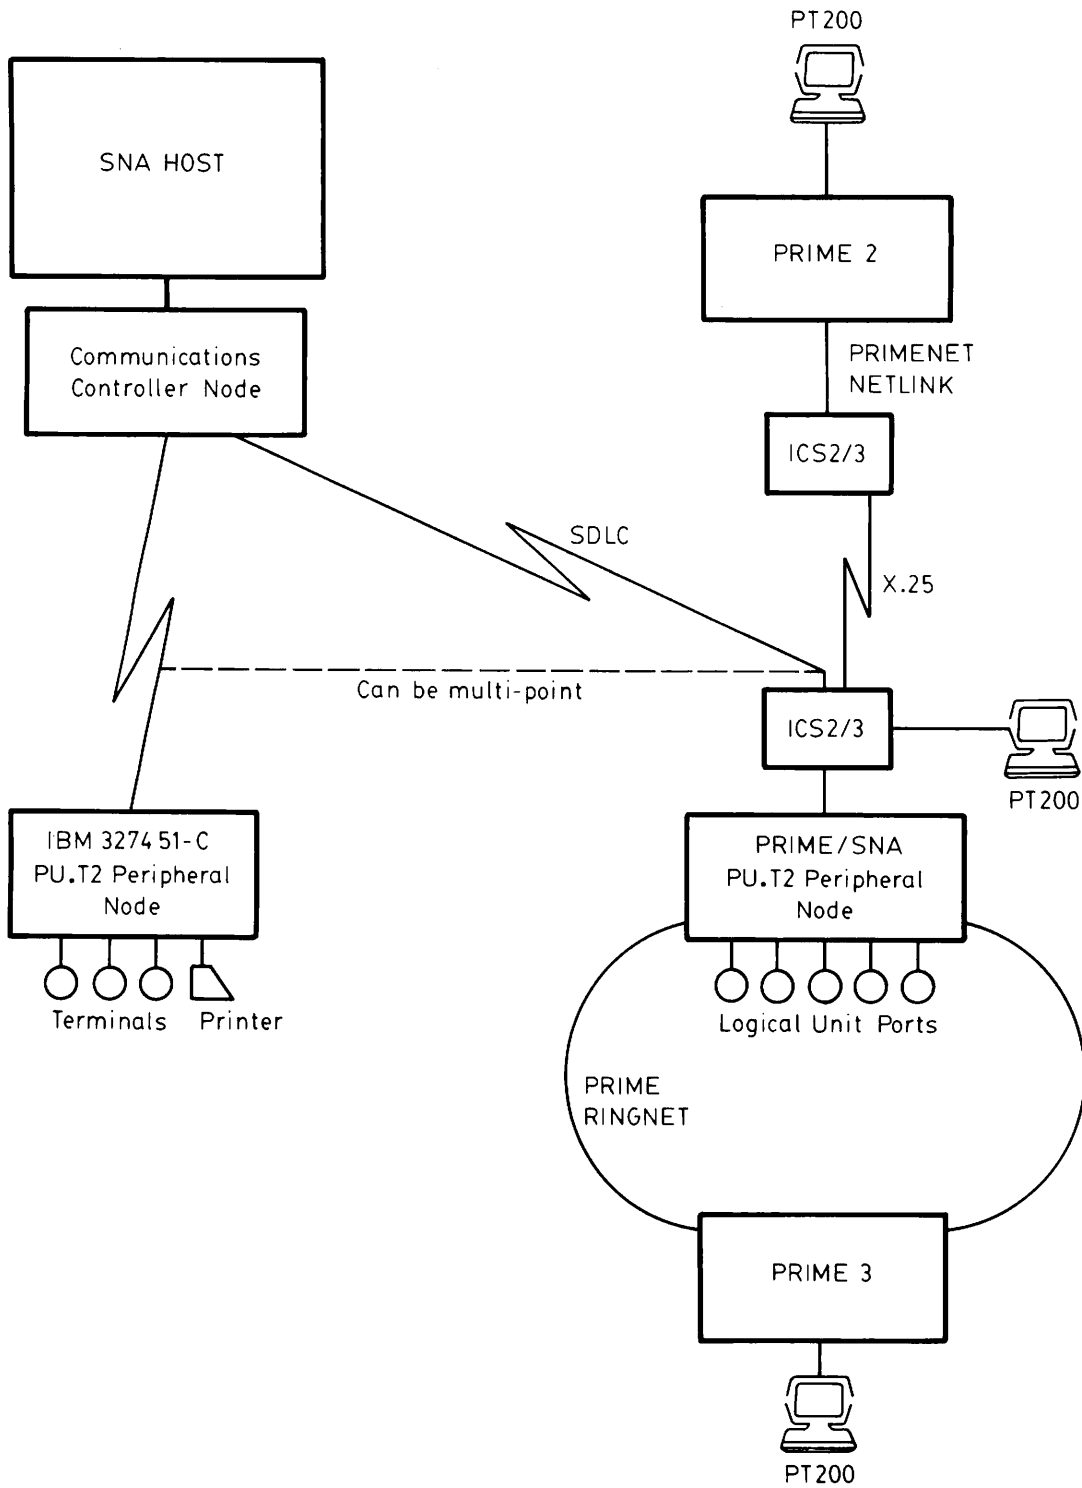 PT200
SNA HOST
PRIME 2
Communications
Controller Node
PRIMENET
NETLINK
ICS2/3
SDLC
X.25
Can be multi-point
ICS2/3
PT200
IBM 3274 51-C
PU.T2 Peripheral
Node
PRIME/SNA
PU.T2 Peripheral
Node
Terminals Printer
Logical Unit Ports
PRIME
RINGNET
PRIME 3
PT200